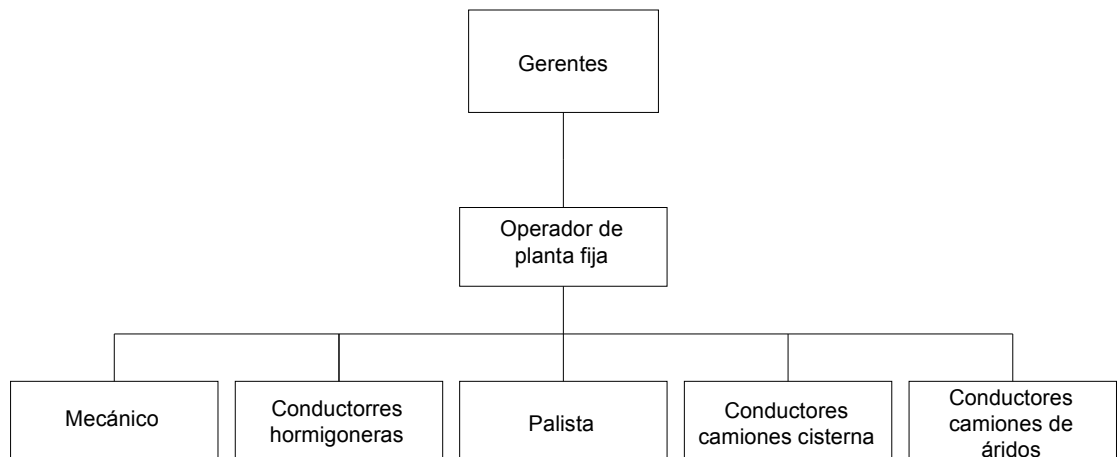 Gerentes
Operador de
planta fija
Mecánico
Conductorres
hormigoneras
Palista
Conductores
camiones cisterna
Conductores
camiones de
áridos